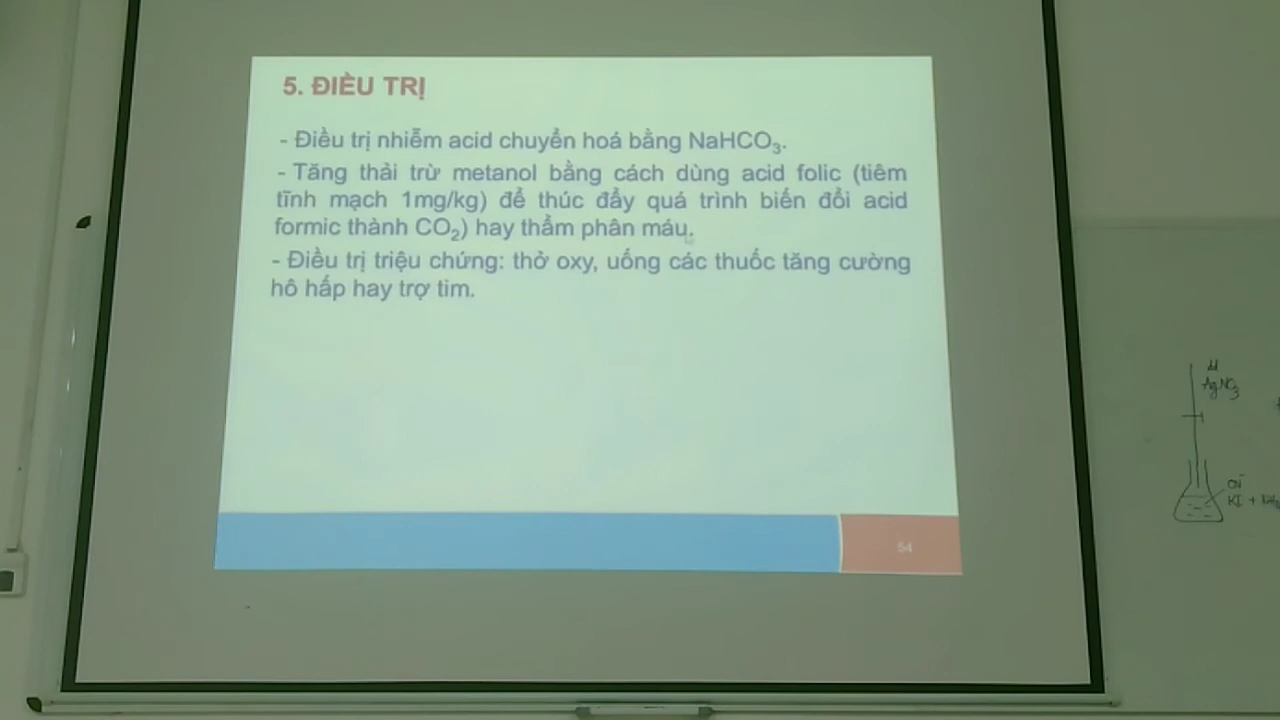 5. ĐIỀU TRỊ
- Điều trị nhiễm acid chuyển hoá bằng NaHCO₃.
- Tăng thải trừ metanol bằng cách dùng acid folic (tiêm
tĩnh mạch 1mg/kg) để thúc đẩy quá trình biến đổi acid
formic thành CO₂) hay thẩm phân máu.
- Điều trị triệu chứng: thở oxy, uống các thuốc tăng cường
hô hấp hay trợ tim.
54
AgNO₃
KI +